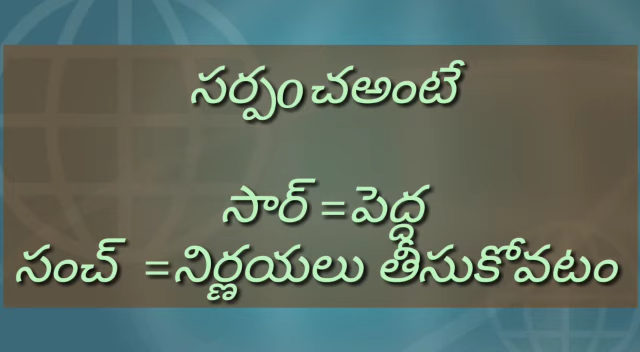 సర్పం చఅంటే
సార్ =పెద్ద
సంచ్ =నిర్ణయలు తీసుకోవటం